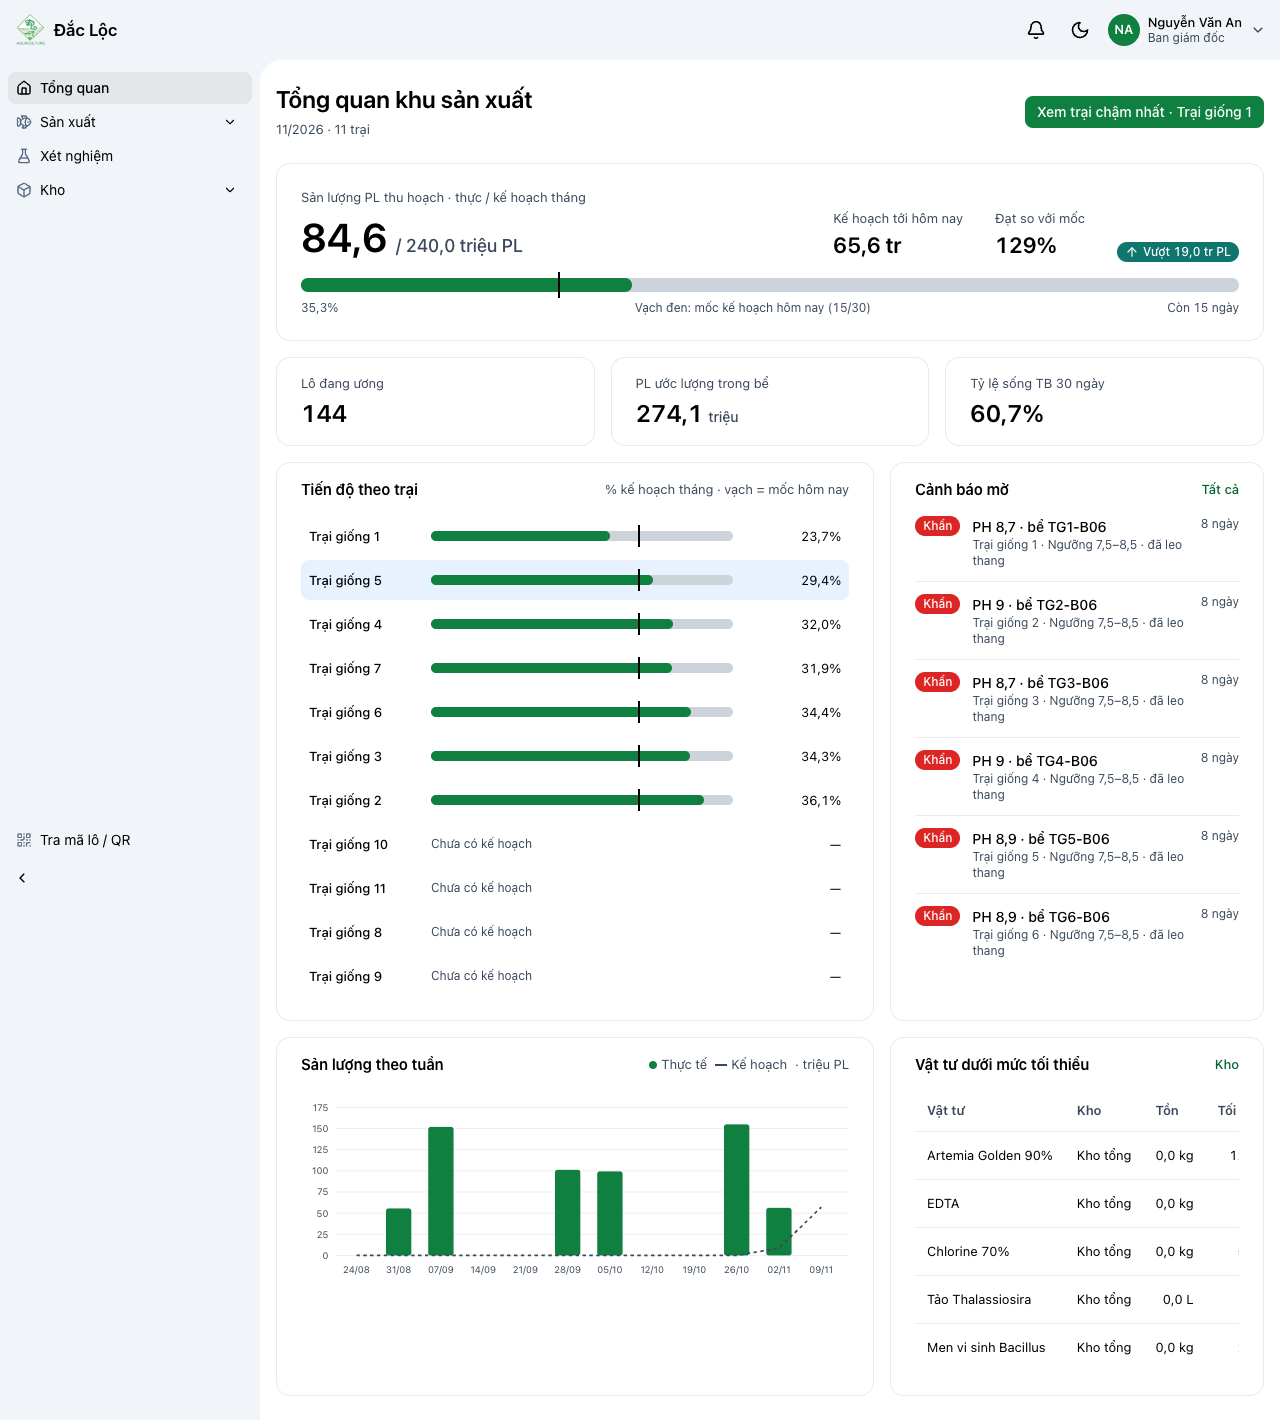 Đắc Lộc
NA
Nguyễn Văn An
Ban giám đốc
Tổng quan
Sản xuất
Xét nghiệm
Kho
Tra mã lô / QR
Tổng quan khu sản xuất
11/2026 · 11 trại
Xem trại chậm nhất · Trại giống 1
Sản lượng PL thu hoạch · thực / kế hoạch tháng
84,6 / 240,0 triệu PL
Kế hoạch tới hôm nay
65,6 tr
Đạt so với mốc
129%
Vượt 19,0 tr PL
35,3%
Vạch đen: mốc kế hoạch hôm nay (15/30)
Còn 15 ngày
Lô đang ương
144
PL ước lượng trong bể
274,1 triệu
Tỷ lệ sống TB 30 ngày
60,7%
Tiến độ theo trại
% kế hoạch tháng · vạch = mốc hôm nay
Trại giống 1 23,7%
Trại giống 5 29,4%
Trại giống 4 32,0%
Trại giống 7 31,9%
Trại giống 6 34,4%
Trại giống 3 34,3%
Trại giống 2 36,1%
Trại giống 10 Chưa có kế hoạch —
Trại giống 11 Chưa có kế hoạch —
Trại giống 8 Chưa có kế hoạch —
Trại giống 9 Chưa có kế hoạch —
Cảnh báo mở
Tất cả
Khẩn PH 8,7 · bể TG1-B06 8 ngày
Trại giống 1 · Ngưỡng 7,5–8,5 · đã leo
thang
Khẩn PH 9 · bể TG2-B06 8 ngày
Trại giống 2 · Ngưỡng 7,5–8,5 · đã leo
thang
Khẩn PH 8,7 · bể TG3-B06 8 ngày
Trại giống 3 · Ngưỡng 7,5–8,5 · đã leo
thang
Khẩn PH 9 · bể TG4-B06 8 ngày
Trại giống 4 · Ngưỡng 7,5–8,5 · đã leo
thang
Khẩn PH 8,9 · bể TG5-B06 8 ngày
Trại giống 5 · Ngưỡng 7,5–8,5 · đã leo
thang
Khẩn PH 8,9 · bể TG6-B06 8 ngày
Trại giống 6 · Ngưỡng 7,5–8,5 · đã leo
thang
Sản lượng theo tuần
Thực tế Kế hoạch · triệu PL
175
150
125
100
75
50
25
0
24/08 31/08 07/09 14/09 21/09 28/09 05/10 12/10 19/10 26/10 02/11 09/11
Vật tư dưới mức tối thiểu
Kho
Vật tư Kho Tồn Tối
Artemia Golden 90% Kho tổng 0,0 kg
EDTA Kho tổng 0,0 kg
Chlorine 70% Kho tổng 0,0 kg
Tảo Thalassiosira Kho tổng 0,0 L
Men vi sinh Bacillus Kho tổng 0,0 kg